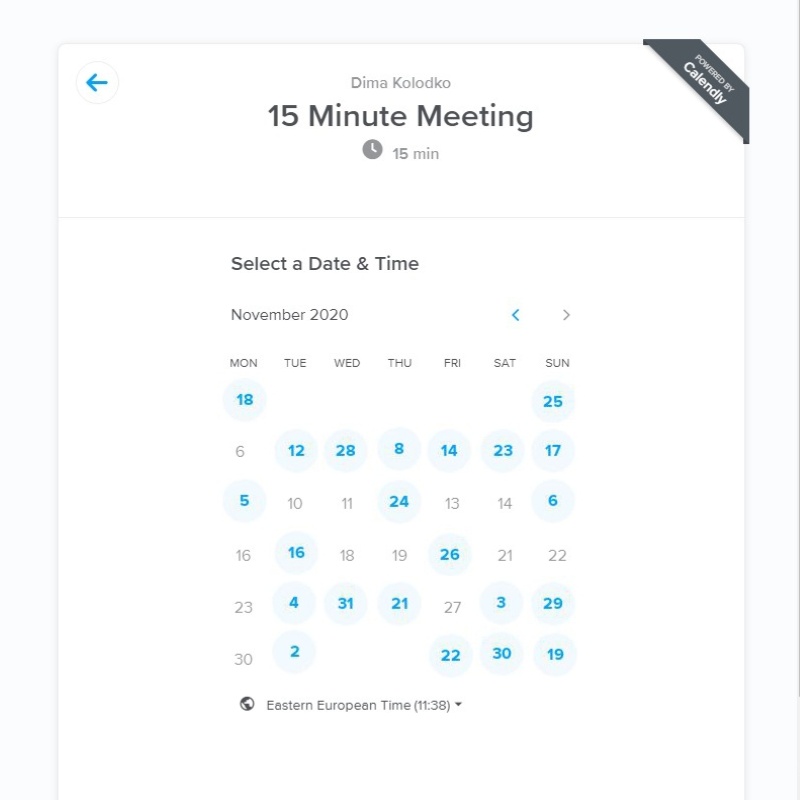 Dima Kolodko
15 Minute Meeting
15 min
POWERED BY
Calendly
Select a Date & Time
November 2020
MON TUE WED THU FRI SAT SUN
18 25
6 12 28 8 14 23 17
5 10 11 24 13 14 6
16 16 18 19 26 21 22
23 4 31 21 27 3 29
30 2 22 30 19
Eastern European Time (11:38)